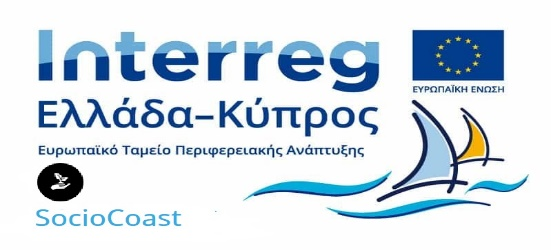 Interreg
ΕΥΡΩΠΑΪΚΗ ΕΝΩΣΗ
Ελλάδα–Κύπρος
Ευρωπαϊκό Ταμείο Περιφερειακής Ανάπτυξης
SocioCoast